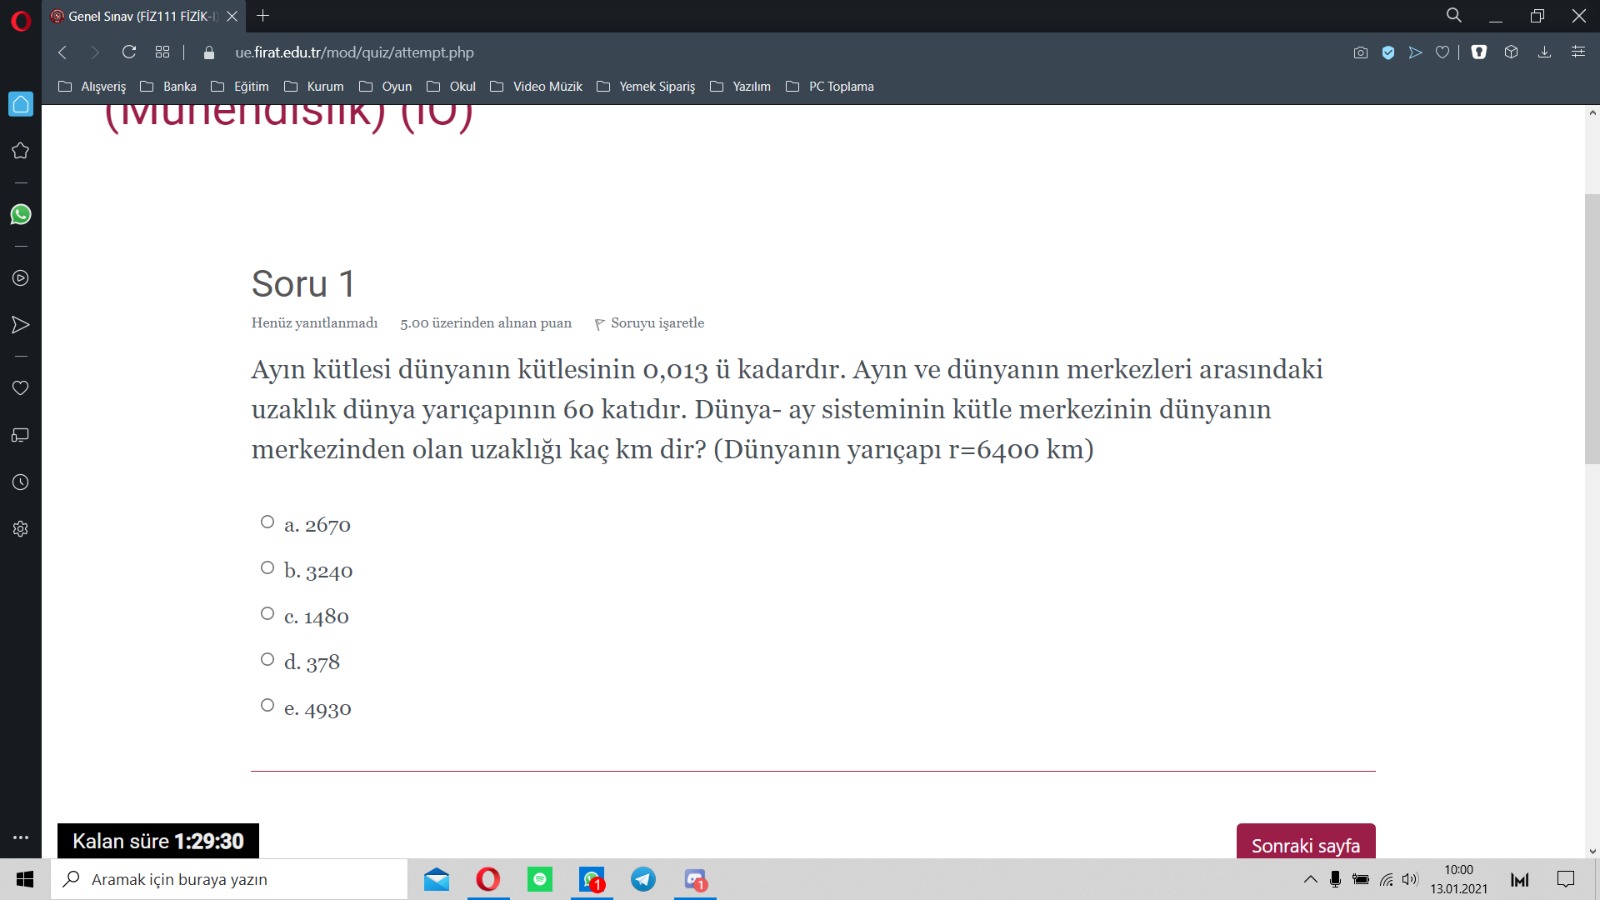 Genel Sınav (FİZ111 FİZİK-I)
ue.firat.edu.tr/mod/quiz/attempt.php
Alışveriş Banka Eğitim Kurum Oyun Okul Video Müzik Yemek Sipariş Yazılım PC Toplama
(Mühendislik) (İÖ)
Soru 1
Henüz yanıtlanmadı 5.00 üzerinden alınan puan Soruyu işaretle
Ayın kütlesi dünyanın kütlesinin 0,013 ü kadardır. Ayın ve dünyanın merkezleri arasındaki
uzaklık dünya yarıçapının 60 katıdır. Dünya- ay sisteminin kütle merkezinin dünyanın
merkezinden olan uzaklığı kaç km dir? (Dünyanın yarıçapı r=6400 km)
a. 2670
b. 3240
c. 1480
d. 378
e. 4930
Kalan süre 1:29:30
Sonraki sayfa
Aramak için buraya yazın
1
1
10:00
13.01.2021